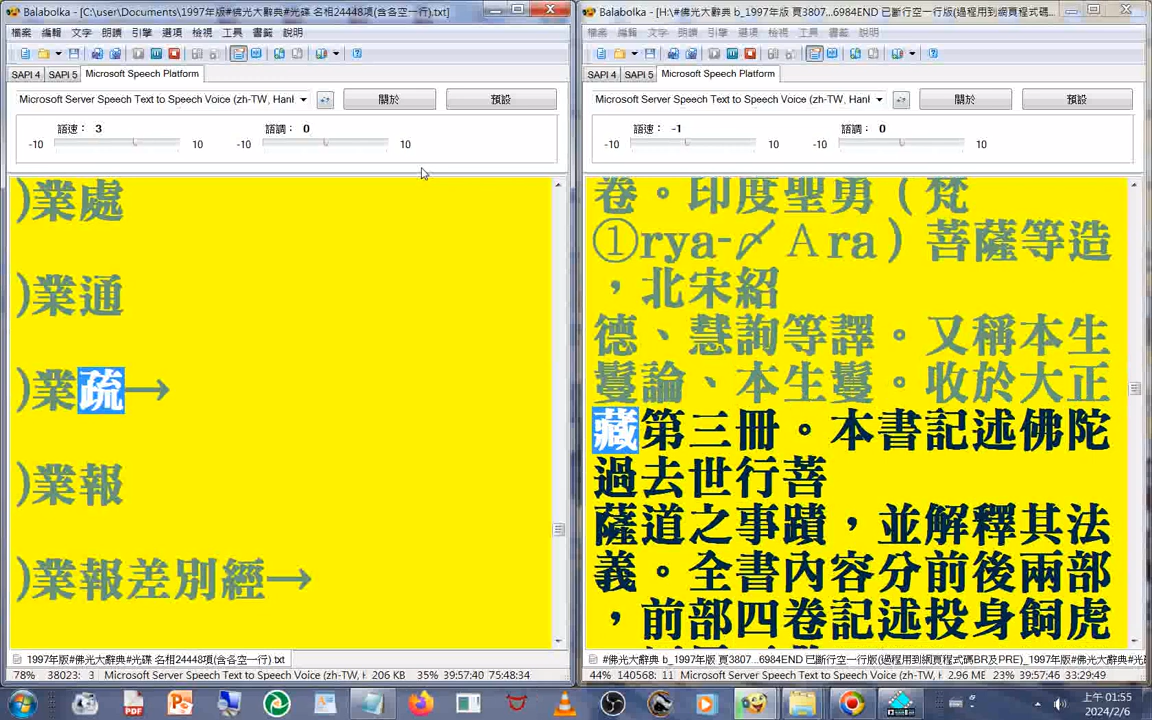 Balabolka - [C:\user\Documents\1997年版#佛光大辭典#光碟 名相24448項(含各空一行).txt]
檔案 編輯 文字 朗讀 引擎 選項 檢視 工具 書籤 說明
SAPI 4 SAPI 5 Microsoft Speech Platform
Microsoft Server Speech Text to Speech Voice (zh-TW, Hanl
關於 預設
語速： 3 語調： 0
-10 10 -10 10
)業處
)業通
)業疏→
)業報
)業報差別經→
1997年版#佛光大辭典#光碟 名相24448項(含各空一行).txt
78% 38023: 3 Microsoft Server Speech Text to Speech Voice (zh-TW, H 206 KB 35% 39:57:40 75:48:34
Balabolka - [H:\#佛光大辭典 b_1997年版 頁3807...6984END 已斷行空一行版(過程用到網頁程式碼...
檔案 編輯 文字 朗讀 引擎 選項 檢視 工具 書籤 說明
SAPI 4 SAPI 5 Microsoft Speech Platform
Microsoft Server Speech Text to Speech Voice (zh-TW, Hanl
關於 預設
語速： -1 語調： 0
-10 10 -10 10
卷。印度聖勇（梵
①rya-〆Ａra）菩薩等造
，北宋紹
德、慧詢等譯。又稱本生
鬘論、本生鬘。收於大正
藏第三冊。本書記述佛陀
過去世行菩
薩道之事蹟，並解釋其法
義。全書內容分前後兩部
，前部四卷記述投身飼虎
#佛光大辭典 b_1997年版 頁3807...6984END 已斷行空一行版(過程用到網頁程式碼BR及PRE)_1997年版#光
44% 140568: 11 Microsoft Server Speech Text to Speech Voice (zh-TW, H 2.96 ME 23% 39:57:46 33:29:49
上午 01:55
2024/2/6